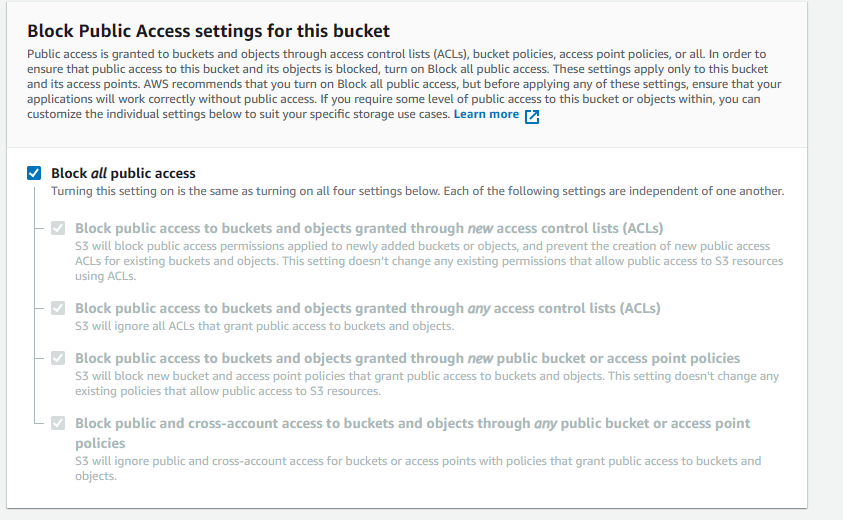 Block Public Access settings for this bucket
Public access is granted to buckets and objects through access control lists (ACLs), bucket policies, access point policies, or all. In order to
ensure that public access to this bucket and its objects is blocked, turn on Block all public access. These settings apply only to this bucket
and its access points. AWS recommends that you turn on Block all public access, but before applying any of these settings, ensure that your
applications will work correctly without public access. If you require some level of public access to this bucket or objects within, you can
customize the individual settings below to suit your specific storage use cases. Learn more
Block all public access
Turning this setting on is the same as turning on all four settings below. Each of the following settings are independent of one another.
Block public access to buckets and objects granted through new access control lists (ACLs)
S3 will block public access permissions applied to newly added buckets or objects, and prevent the creation of new public access
ACLs for existing buckets and objects. This setting doesn't change any existing permissions that allow public access to S3 resources
using ACLs.
Block public access to buckets and objects granted through any access control lists (ACLs)
S3 will ignore all ACLs that grant public access to buckets and objects.
Block public access to buckets and objects granted through new public bucket or access point policies
S3 will block new bucket and access point policies that grant public access to buckets and objects. This setting doesn't change any
existing policies that allow public access to S3 resources.
Block public and cross-account access to buckets and objects through any public bucket or access point
policies
S3 will ignore public and cross-account access for buckets or access points with policies that grant public access to buckets and
objects.